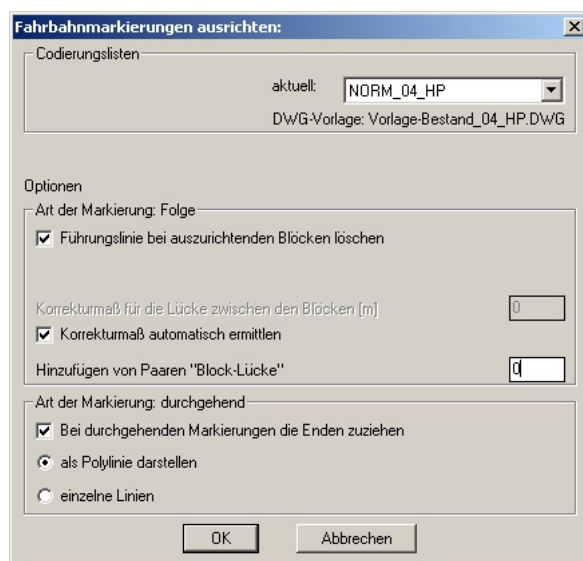 Fahrbahnmarkierungen ausrichten:
Codierungslisten
aktuell: NORM_04_HP
DWG-Vorlage: Vorlage-Bestand_04_HP.DWG
Optionen
Art der Markierung: Folge
Führungslinie bei auszurichtenden Blöcken löschen
Korrekturmaß für die Lücke zwischen den Blöcken [m] 0
Korrekturmaß automatisch ermittlen
Hinzufügen von Paaren "Block-Lücke" 0
Art der Markierung: durchgehend
Bei durchgehenden Markierungen die Enden zuziehen
als Polylinie darstellen
einzelne Linien
OK Abbrechen